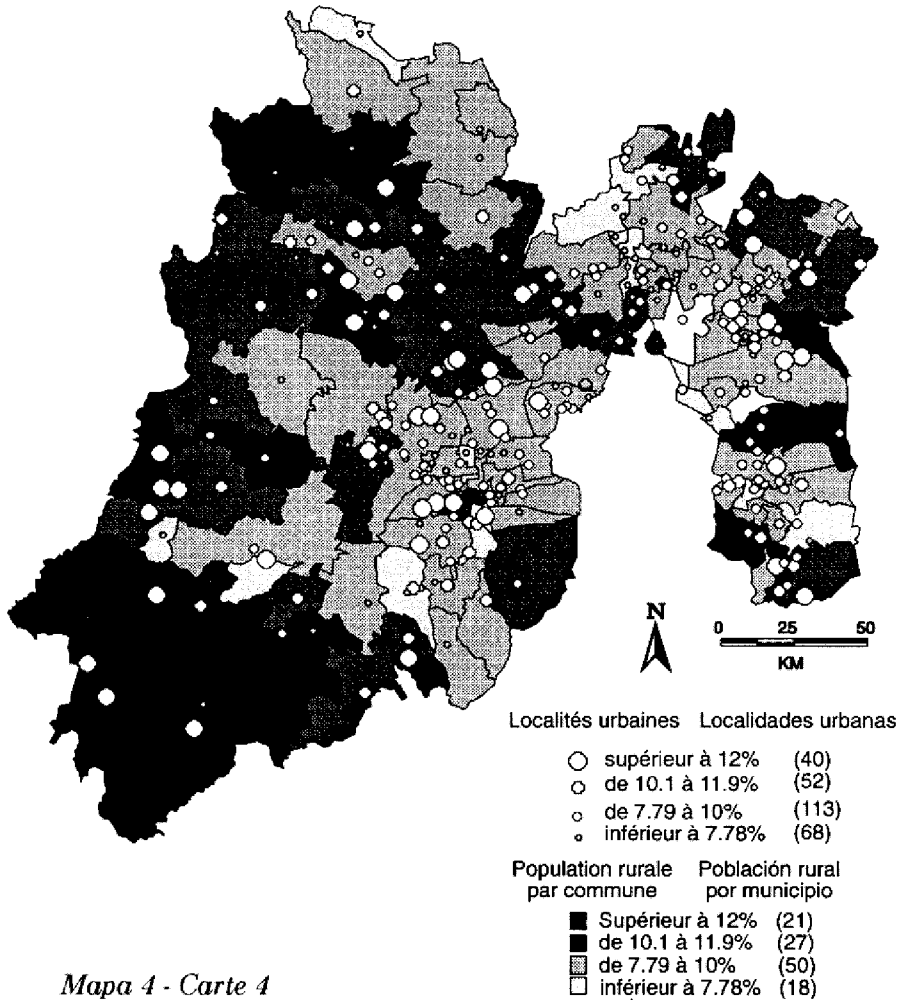 N
0 25 50
KM
Localités urbaines Localidades urbanas
supérieur à 12% (40)
de 10.1 à 11.9% (52)
de 7.79 à 10% (113)
inférieur à 7.78% (68)
Population rurale Población rural
par commune por municipio
Supérieur à 12% (21)
de 10.1 à 11.9% (27)
de 7.79 à 10% (50)
inférieur à 7.78% (18)
Mapa 4 - Carte 4